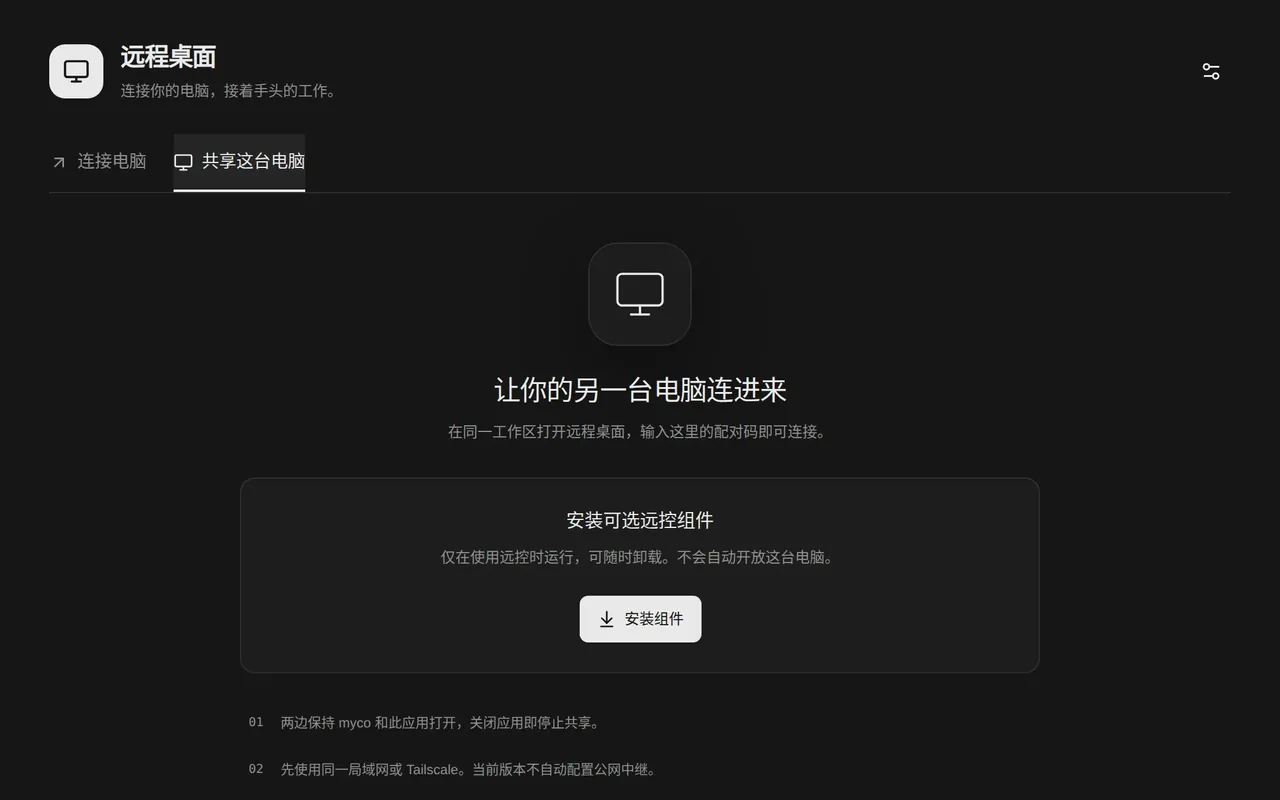 远程桌面
连接你的电脑，接着手头的工作。
连接电脑
共享这台电脑
让你的另一台电脑连进来
在同一工作区打开远程桌面，输入这里的配对码即可连接。
安装可选远控组件
仅在使用远控时运行，可随时卸载。不会自动开放这台电脑。
安装组件
01 两边保持 myco 和此应用打开，关闭应用即停止共享。
02 先使用同一局域网或 Tailscale。当前版本不自动配置公网中继。